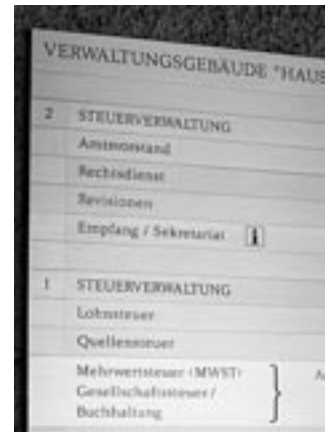 VERWALTUNGSGEBÄUDE "HAUS
2 STEUERVERWALTUNG
Amtsvorstand
Rechtsdienst
Revisionen
Empfang / Sekretariat i
1 STEUERVERWALTUNG
Lohnsteuer
Quellensteuer
Mehrwertsteuer (MWST)
Gesellschaftssteuer /
Buchhaltung